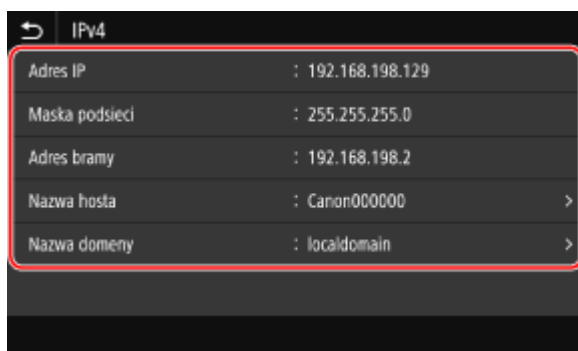 IPv4
Adres IP : 192.168.198.129
Maska podsieci : 255.255.255.0
Adres bramy : 192.168.198.2
Nazwa hosta : Canon000000 >
Nazwa domeny : localdomain >